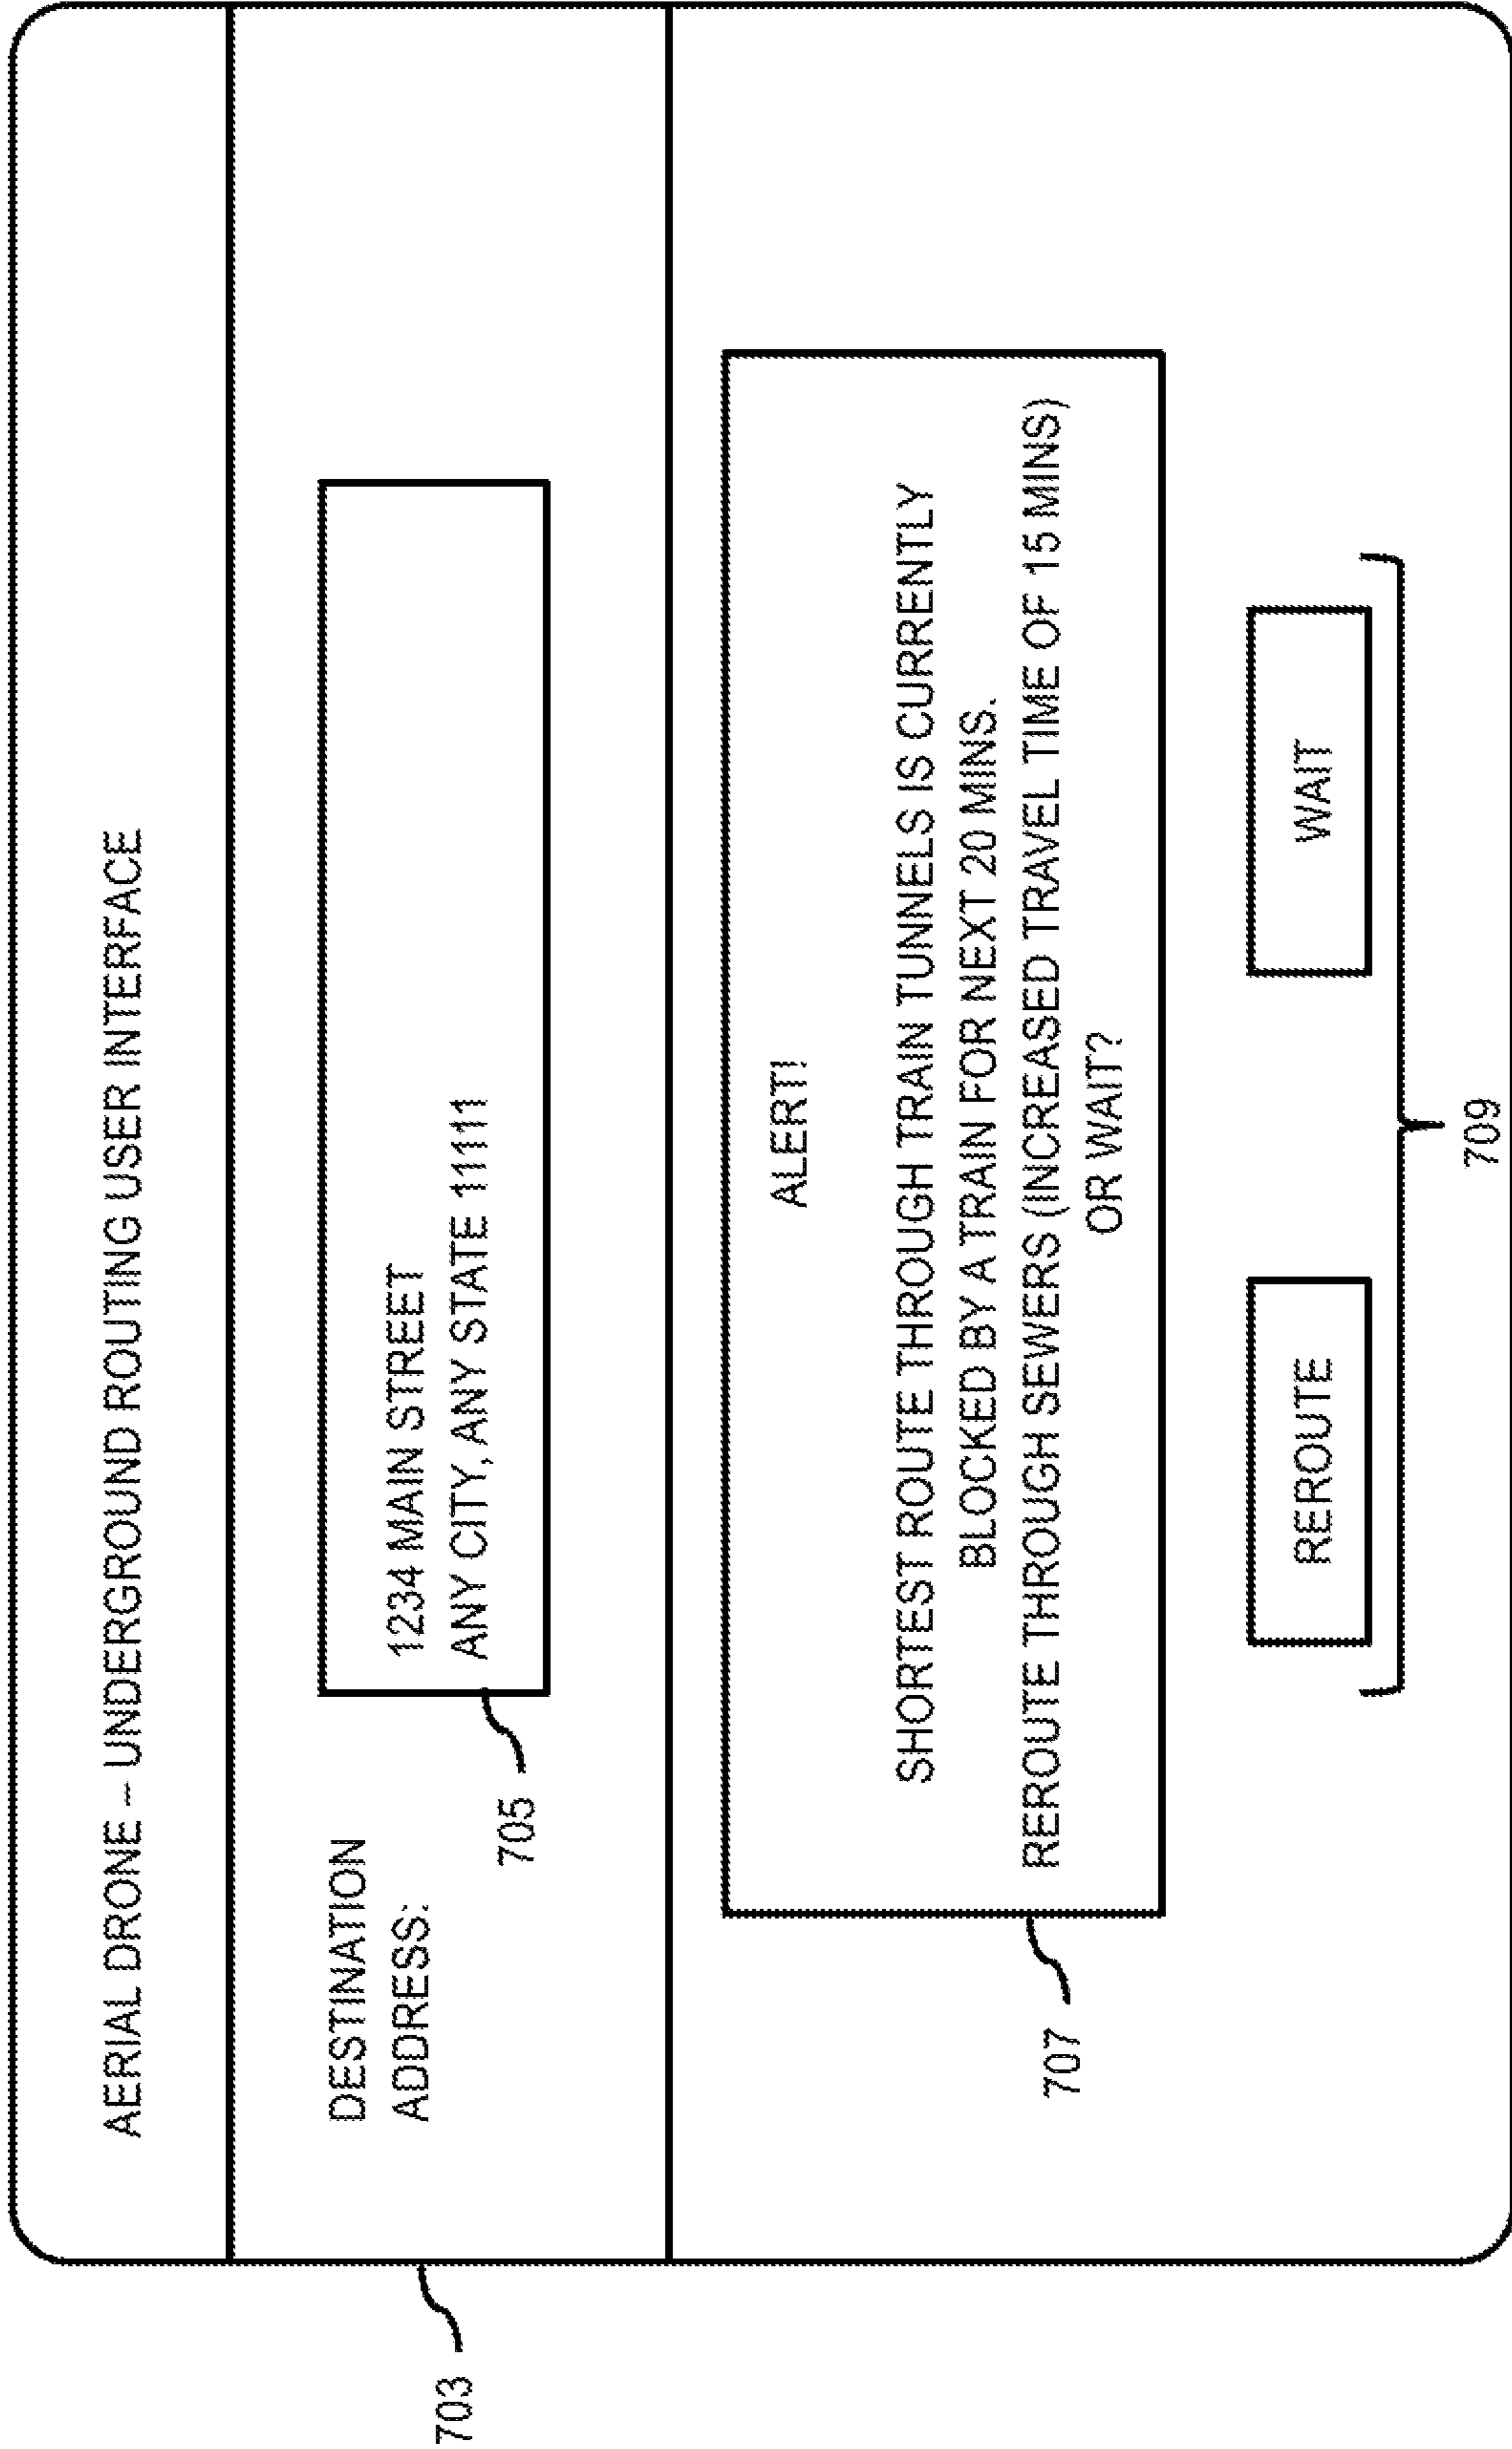 AERIAL DRONE – UNDERGROUND ROUTING USER INTERFACE
703
DESTINATION
ADDRESS:
1234 MAIN STREET
ANY CITY, ANY STATE 11111
705
ALERT!
SHORTEST ROUTE THROUGH TRAIN TUNNELS IS CURRENTLY
BLOCKED BY A TRAIN FOR NEXT 20 MINS.
REROUTE THROUGH SEWERS (INCREASED TRAVEL TIME OF 15 MINS)
OR WAIT?
707
REROUTE
WAIT
709